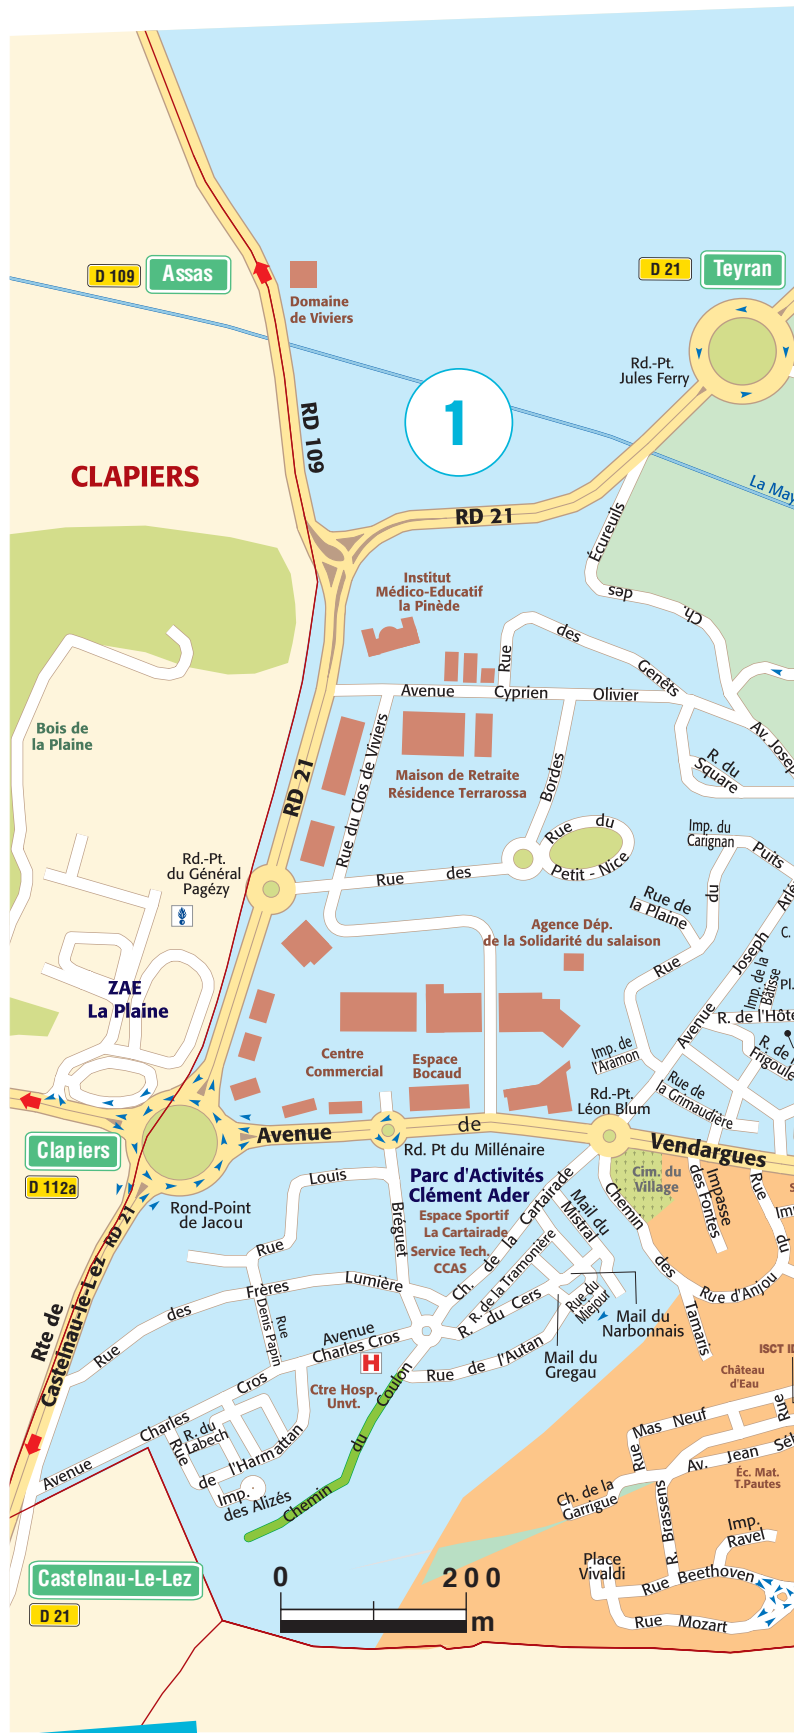 D 109
Assas
Domaine
de Viviers
D 21
Teyran
Rd.-Pt.
Jules Ferry
1
RD 109
CLAPIERS
RD 21
La May
Écureuils
des
Ch.
Institut
Médico-Educatif
la Pinède
Rue
des
Genêts
Avenue Cyprien Olivier
Av. Josep
R. du
Square
Bois de
la Plaine
RD 21
Rue du Clos de Viviers
Maison de Retraite
Résidence Terrarossa
Bordes
Rue du
Petit - Nice
Imp. du
Carignan
Puits
Rd.-Pt.
du Général
Pagézy
Rue des
Rue de
la Plaine
du
Rue
Arlé
Joseph
Avenue
C.
Agence Dép.
de la Solidarité du salaison
Imp. de la
Bâtisse
Pl.
R. de l'Hôte
ZAE
La Plaine
Centre
Commercial
Espace
Bocaud
Imp. de
l'Aramon
R. de
Frigoule
Rue de
la Grimaudière
Rd.-Pt.
Léon Blum
Clapiers
D 112a
Avenue
de
Vendargues
Rd. Pt du Millénaire
Rond-Point
de Jacou
Louis
Bréguet
Rue
Parc d'Activités
Clément Ader
Espace Sportif
La Cartairade
Service Tech.
CCAS
Ch. de la Cartairade
Mail du
Mistral
Cim. du
Village
Chemin
des
Tamaris
Impasse
des Fontes
Rue
du
Im
Rue d'Anjou
RD 21
Rte de
Castelnau-le-Lez
Rue des Frères Lumière
Rue
Denis Papin
R. de la Tramonière
R. du Cers
Rue du
Miejour
Mail du
Narbonnais
Mail du
Gregau
Avenue
Charles Cros
H
Ctre Hosp.
Unvt.
Rue de l'Autan
Chemin du Coulon
Avenue Charles Cros
R. du
Labech
Rue
de l'Harmattan
Imp.
des Alizés
ISCT
Château
d'Eau
Rue
Mas Neuf
Rue
Av. Jean Séb
Éc. Mat.
T.Pautes
Ch. de la
Garrigue
R. Brassens
Imp.
Ravel
Place
Vivaldi
Rue Beethoven
Rue Mozart
Castelnau-Le-Lez
D 21
0 200
m